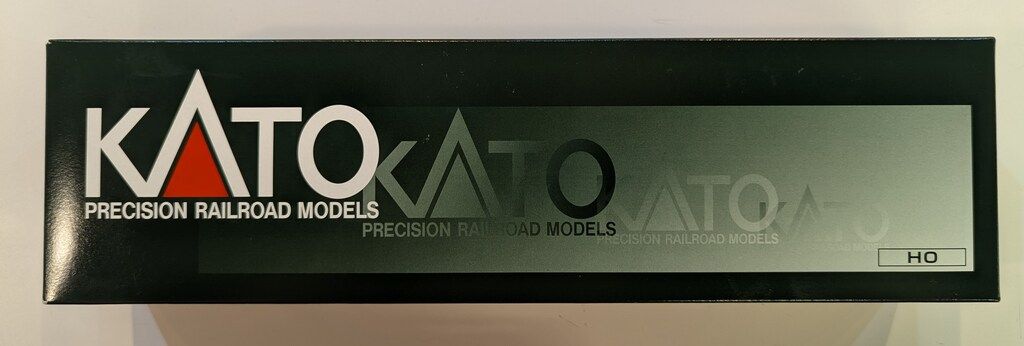 KATO
PRECISION RAILROAD MODELS
KATO
PRECISION RAILROAD MODELS
KATO
PRECISION RAILROAD MODELS
KATO
HO